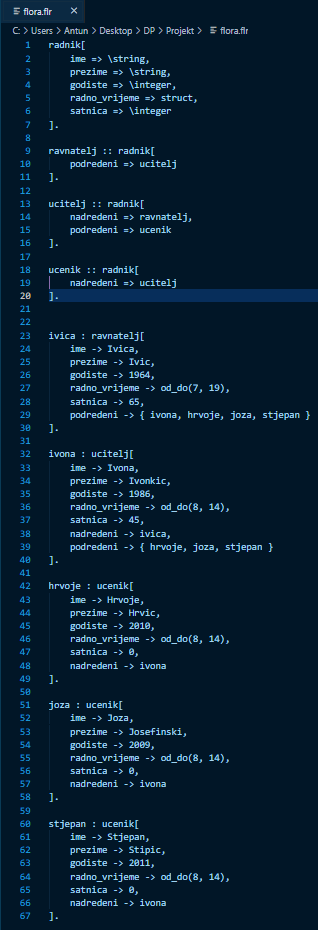 flora.flr ×
C: > Users > Antun > Desktop > DP > Projekt > flora.flr
1 radnik[
2 ime => \string,
3 prezime => \string,
4 godiste => \integer,
5 radno_vrijeme => struct,
6 satnica => \integer
7 ].
8
9 ravnatelj :: radnik[
10 podredeni => ucitelj
11 ].
12
13 ucitelj :: radnik[
14 nadredeni => ravnatelj,
15 podredeni => ucenik
16 ].
17
18 ucenik :: radnik[
19 nadredeni => ucitelj
20 ].
21
22
23 ivica : ravnatelj[
24 ime -> Ivica,
25 prezime -> Ivic,
26 godiste -> 1964,
27 radno_vrijeme -> od_do(7, 19),
28 satnica -> 65,
29 podredeni -> { ivona, hrvoje, joza, stjepan }
30 ].
31
32 ivona : ucitelj[
33 ime -> Ivona,
34 prezime -> Ivonkic,
35 godiste -> 1986,
36 radno_vrijeme -> od_do(8, 14),
37 satnica -> 45,
38 nadredeni -> ivica,
39 podredeni -> { hrvoje, joza, stjepan }
40 ].
41
42 hrvoje : ucenik[
43 ime -> Hrvoje,
44 prezime -> Hrvic,
45 godiste -> 2010,
46 radno_vrijeme -> od_do(8, 14),
47 satnica -> 0,
48 nadredeni -> ivona
49 ].
50
51 joza : ucenik[
52 ime -> Joza,
53 prezime -> Josefinski,
54 godiste -> 2009,
55 radno_vrijeme -> od_do(8, 14),
56 satnica -> 0,
57 nadredeni -> ivona
58 ].
59
60 stjepan : ucenik[
61 ime -> Stjepan,
62 prezime -> Stipic,
63 godiste -> 2011,
64 radno_vrijeme -> od_do(8, 14),
65 satnica -> 0,
66 nadredeni -> ivona
67 ].